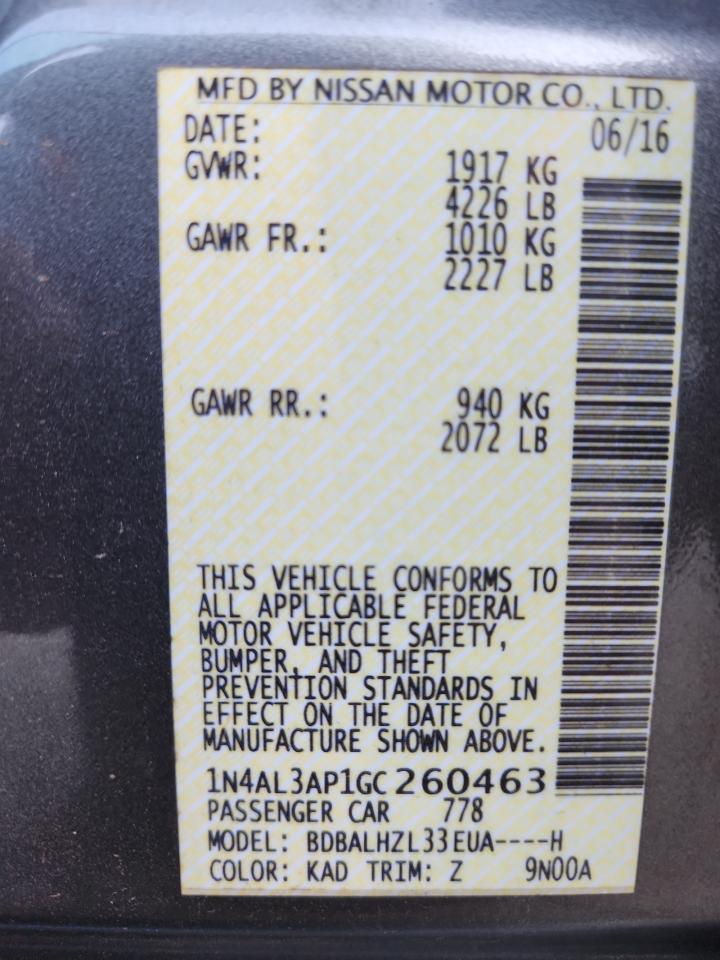 MFD BY NISSAN MOTOR CO., LTD.
DATE: 06/16
GVWR: 1917 KG
4226 LB
GAWR FR.: 1010 KG
2227 LB
GAWR RR.: 940 KG
2072 LB
THIS VEHICLE CONFORMS TO
ALL APPLICABLE FEDERAL
MOTOR VEHICLE SAFETY,
BUMPER, AND THEFT
PREVENTION STANDARDS IN
EFFECT ON THE DATE OF
MANUFACTURE SHOWN ABOVE.
1N4AL3AP1GC260463
PASSENGER CAR 778
MODEL: BDBALHZL33EUA----H
COLOR: KAD TRIM: Z 9N00A